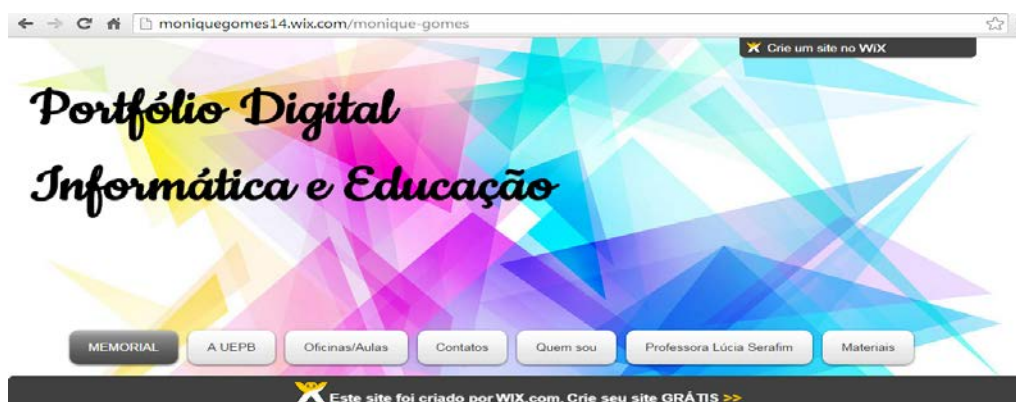 moniquegomes14.wix.com/monique-gomes
Crie um site no WiX
Portfólio Digital
Informática e Educação
MEMORIAL A UEPB Oficinas/Aulas Contatos Quem sou Professora Lúcia Serafim Materiais
Este site foi criado por WIX.com. Crie seu site GRÁTIS >>